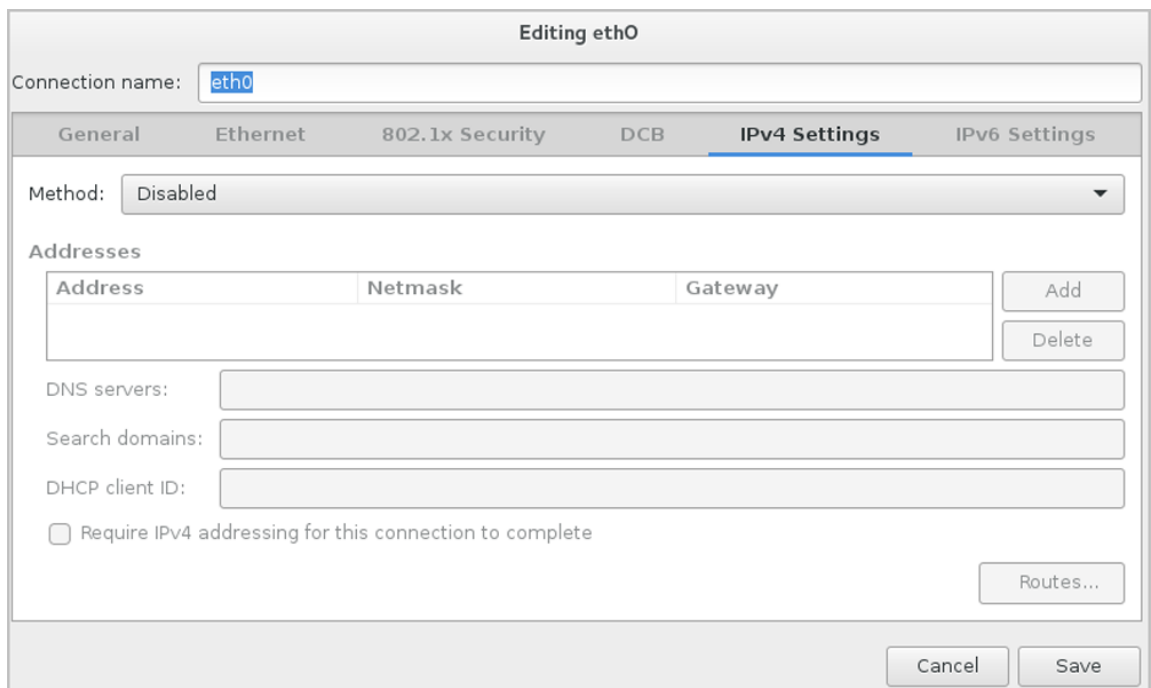 Editing ethO
Connection name: eth0
General Ethernet 802.1x Security DCB IPv4 Settings IPv6 Settings
Method: Disabled
Addresses
Address Netmask Gateway
Add
Delete
DNS servers:
Search domains:
DHCP client ID:
Require IPv4 addressing for this connection to complete
Routes...
Cancel Save